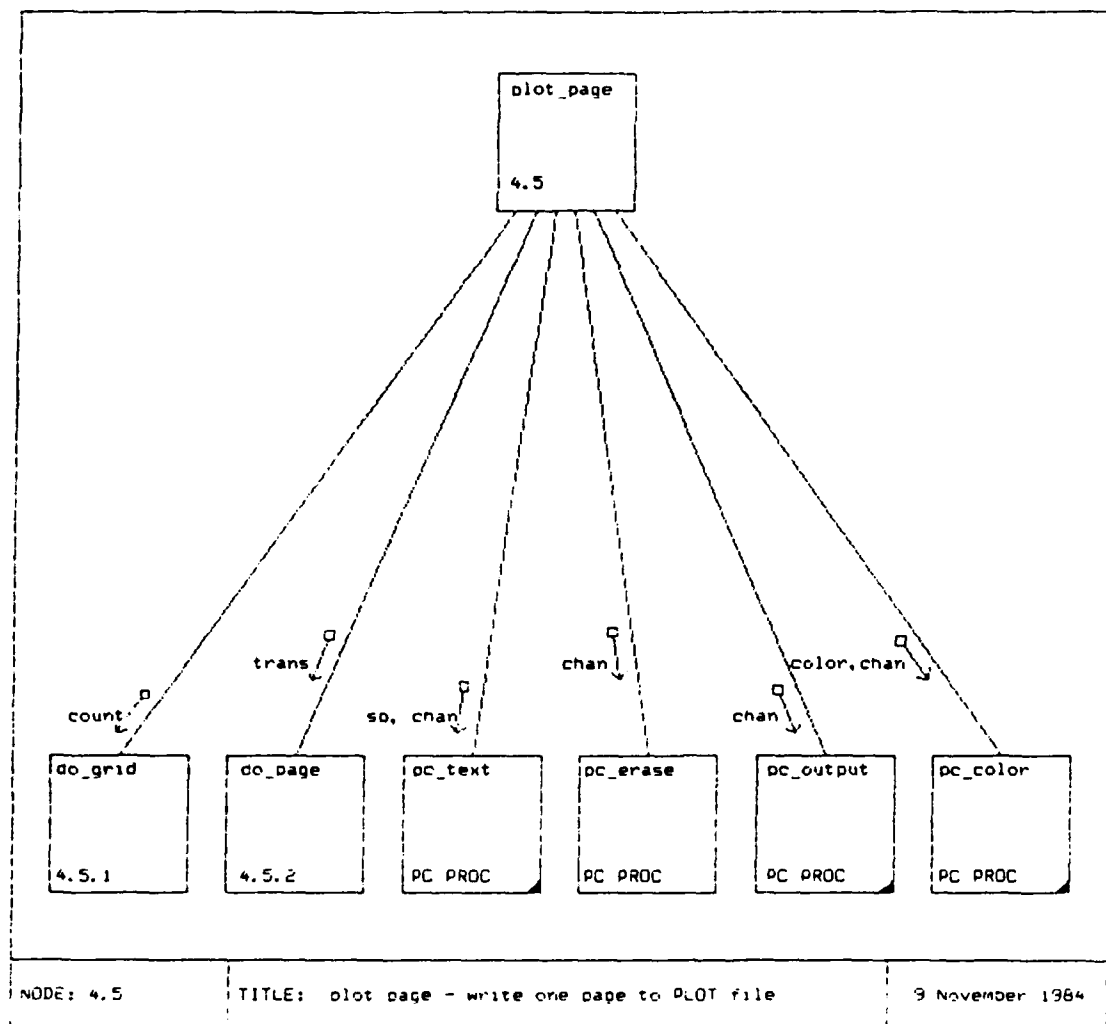 plot_page
4.5
trans
chan
color,chan
count
sp, chan
chan
do_grid
do_page
pc_text
pc_erase
pc_output
pc_color
4.5.1
4.5.2
PC PROC
PC PROC
PC PROC
PC PROC
NODE: 4.5
TITLE: plot page - write one page to PLOT file
9 November 1984